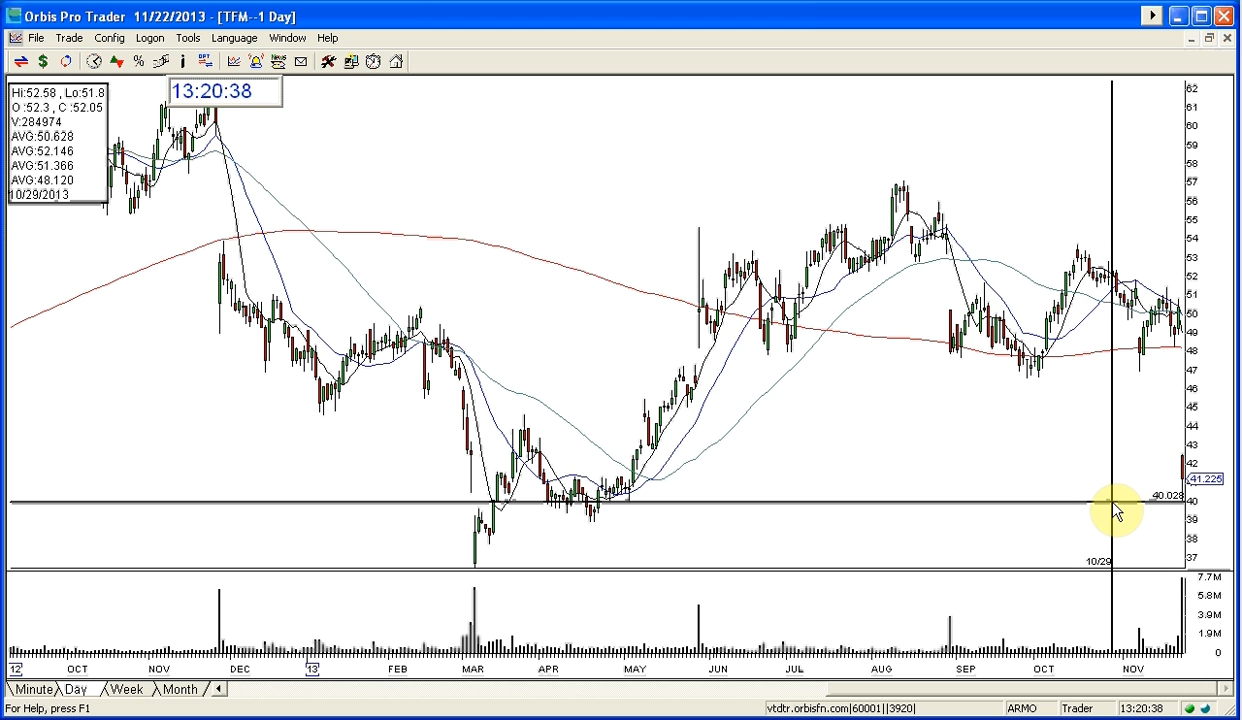 Orbis Pro Trader 11/22/2013 - [TFM--1 Day]
File Trade Config Logon Tools Language Window Help
13:20:38
Hi:52.58 , Lo:51.8
O :52.3 , C :52.05
V:284974
AVG:50.628
AVG:52.146
AVG:51.366
AVG:48.120
10/29/2013
62
61
60
59
58
57
56
55
54
53
52
51
50
49
48
47
46
45
44
43
42
41.225
40.028
40
39
38
37
10/29
7.7M
5.8M
3.9M
1.9M
0
12 OCT NOV DEC 13 FEB MAR APR MAY JUN JUL AUG SEP OCT NOV
Minute Day Week Month
For Help, press F1
vtdtr.orbisfn.com|60001||3920| ARMO Trader 13:20:38